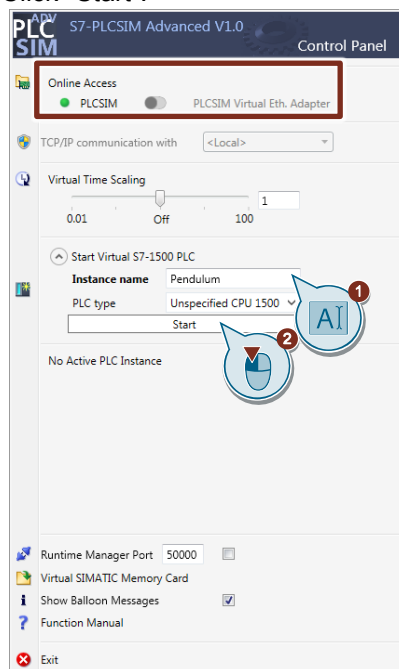 Click "Start".
PLC ADV SIM
S7-PLCSIM Advanced V1.0
Control Panel
Online Access
PLCSIM PLCSIM Virtual Eth. Adapter
TCP/IP communication with <Local>
Virtual Time Scaling
1
0.01 Off 100
Start Virtual S7-1500 PLC
Instance name Pendulum
1
PLC type Unspecified CPU 1500
AI
Start
2
No Active PLC Instance
Runtime Manager Port 50000
Virtual SIMATIC Memory Card
Show Balloon Messages
i
Function Manual
?
Exit